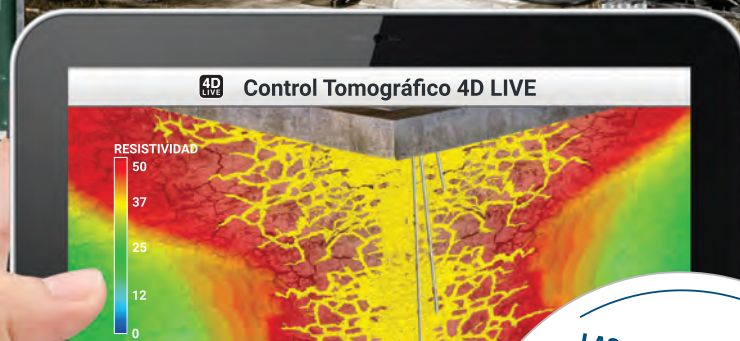 4D
LIVE
Control Tomográfico 4D LIVE
RESISTIVIDAD
50
37
25
12
0